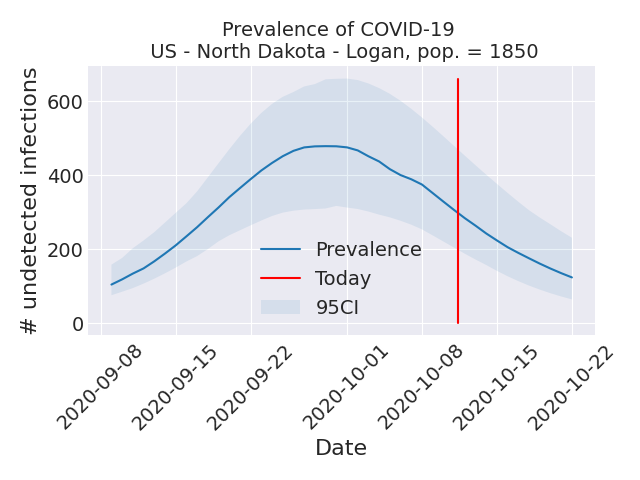 Prevalence of COVID-19
US - North Dakota - Logan, pop. = 1850
# undetected infections
600
400
200
0
Prevalence
Today
95CI
2020-09-08
2020-09-15
2020-09-22
2020-10-01
2020-10-08
2020-10-15
2020-10-22
Date